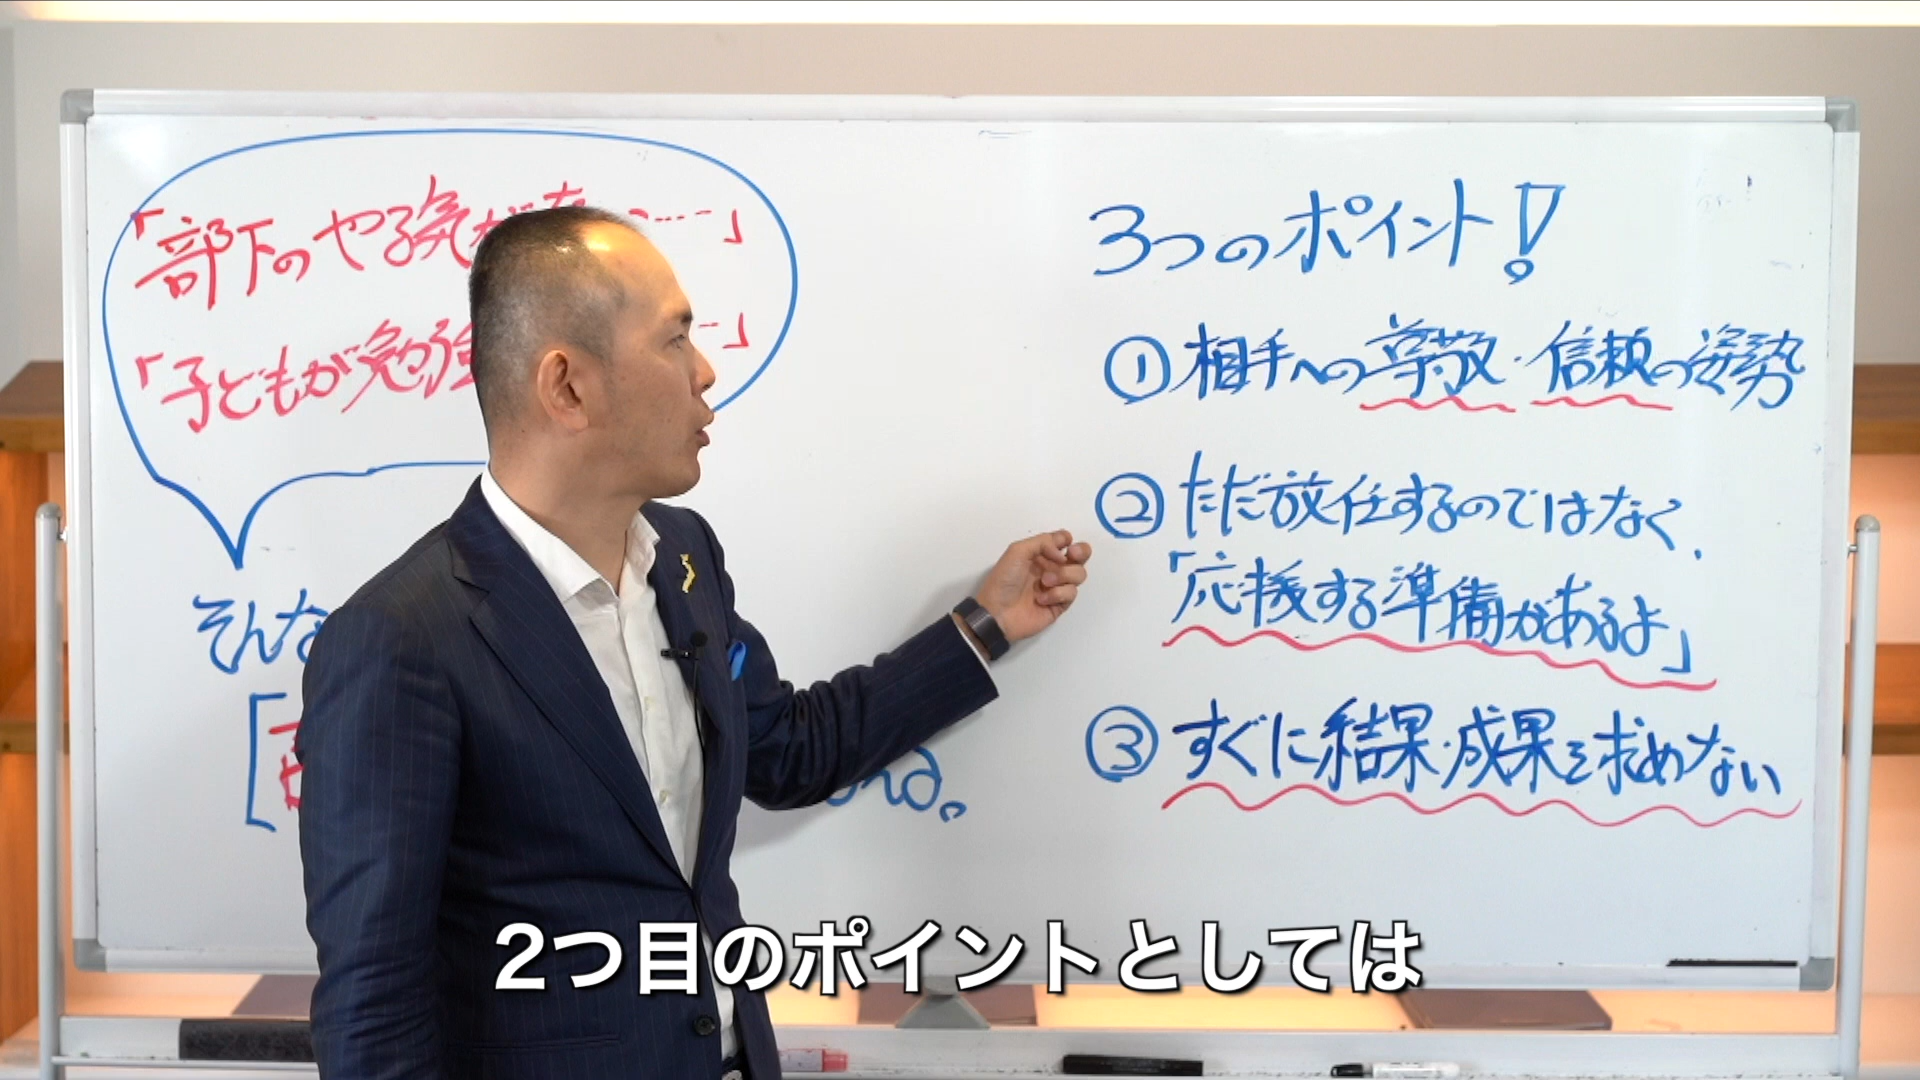 「部下のやる気が
……」
「子どもが勉強
」
そんな
3つのポイント!
①相手への尊敬・信頼の姿勢
②ただ放任するのではなく、
「応援する準備があるよ」
③すぐに結果・成果を求めない
2つ目のポイントとしては